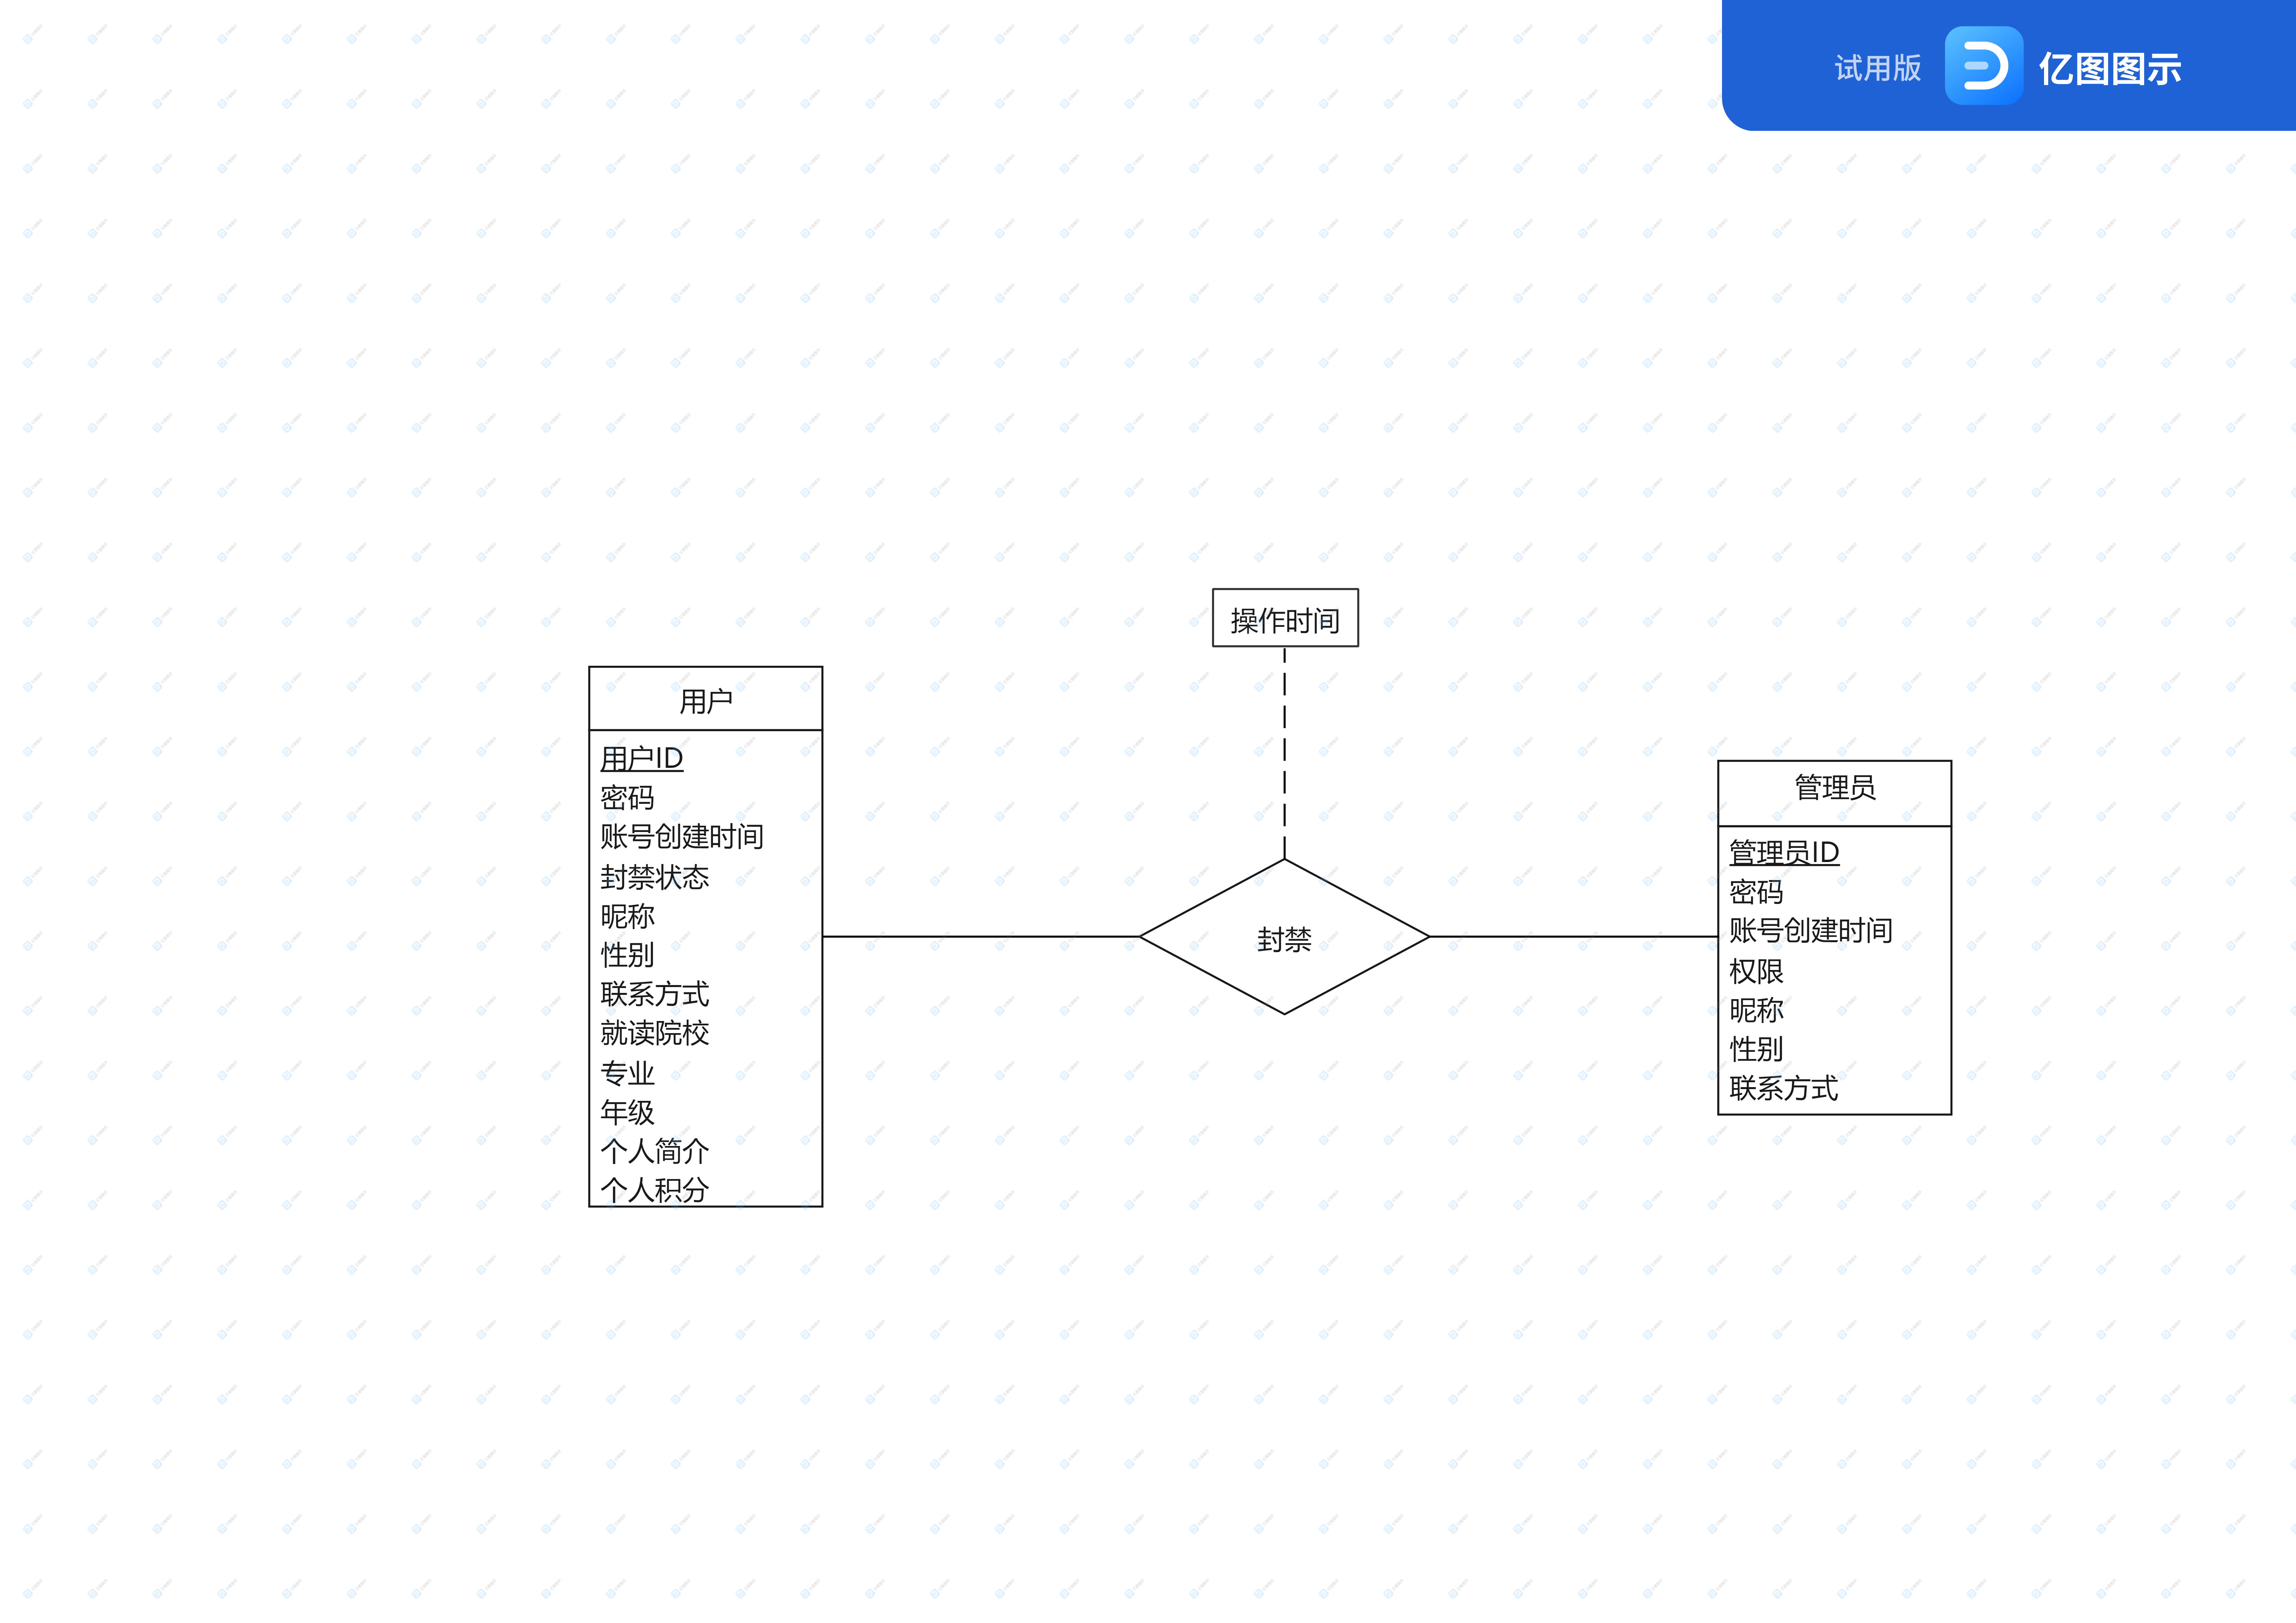 试用版 亿图图示
操作时间
用户
用户ID
密码
账号创建时间
封禁状态
昵称
性别
联系方式
就读院校
专业
年级
个人简介
个人积分
封禁
管理员
管理员ID
密码
账号创建时间
权限
昵称
性别
联系方式